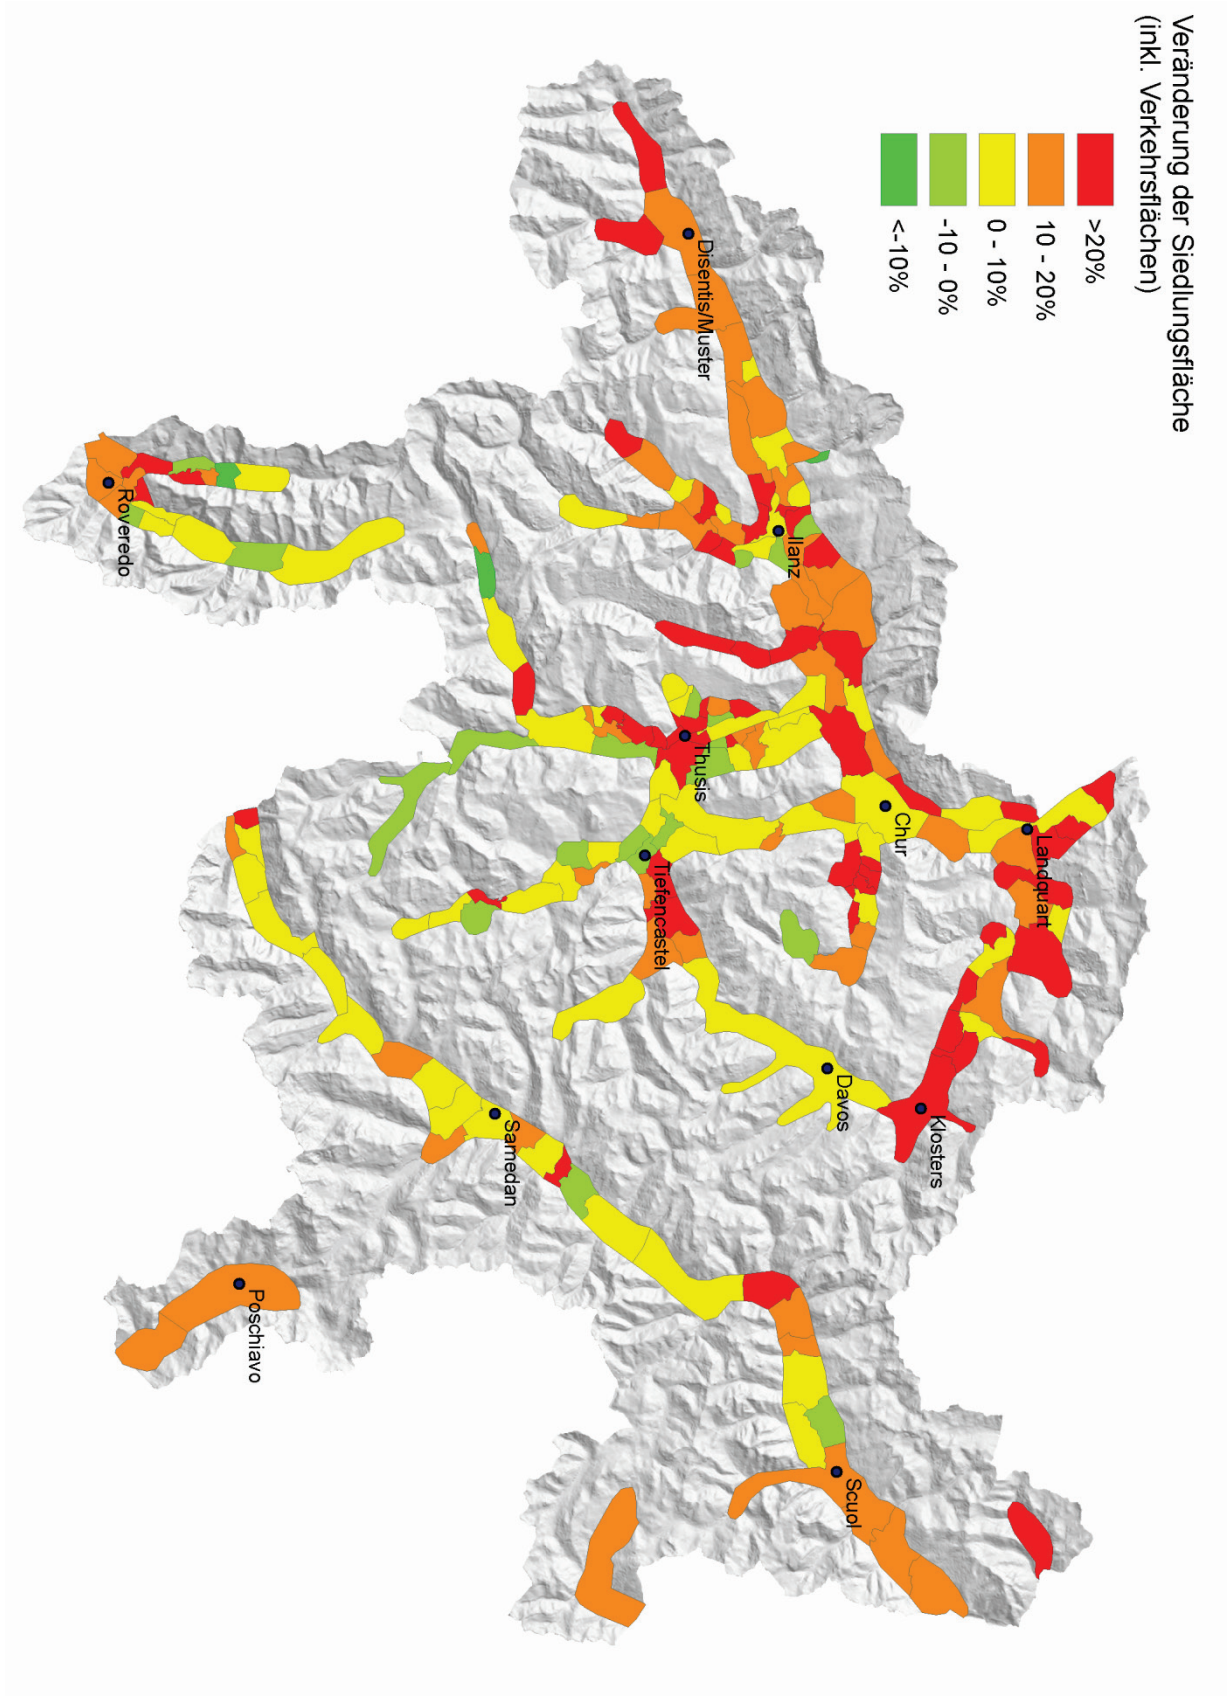 Veränderung der Siedlungsfläche
(inkl. Verkehrsflächen)
>20%
10 - 20%
0 - 10%
-10 - 0%
<-10%
Landquart
Klosters
Chur
Davos
Scuol
Ilanz
Disentis/Muster
Thusis
Tiefencastel
Samedan
Poschiavo
Roveredo